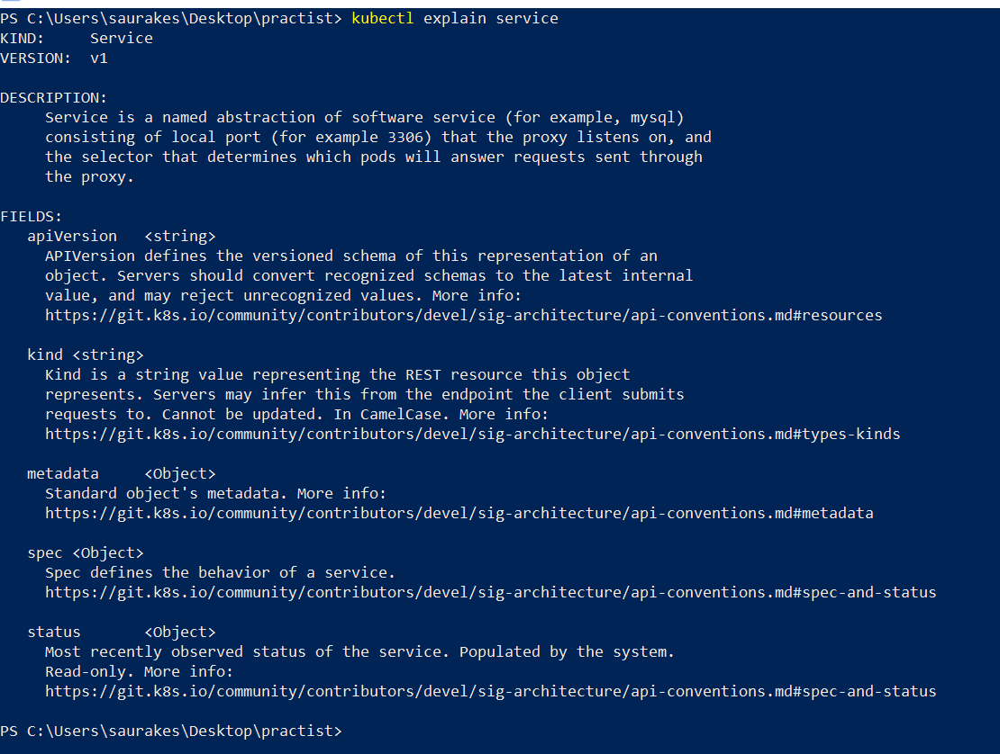 PS C:\Users\saurakes\Desktop\practist> kubectl explain service
KIND:     Service
VERSION:  v1

DESCRIPTION:
     Service is a named abstraction of software service (for example, mysql)
     consisting of local port (for example 3306) that the proxy listens on, and
     the selector that determines which pods will answer requests sent through
     the proxy.

FIELDS:
   apiVersion   <string>
     APIVersion defines the versioned schema of this representation of an
     object. Servers should convert recognized schemas to the latest internal
     value, and may reject unrecognized values. More info:
     https://git.k8s.io/community/contributors/devel/sig-architecture/api-conventions.md#resources

   kind <string>
     Kind is a string value representing the REST resource this object
     represents. Servers may infer this from the endpoint the client submits
     requests to. Cannot be updated. In CamelCase. More info:
     https://git.k8s.io/community/contributors/devel/sig-architecture/api-conventions.md#types-kinds

   metadata     <Object>
     Standard object's metadata. More info:
     https://git.k8s.io/community/contributors/devel/sig-architecture/api-conventions.md#metadata

   spec <Object>
     Spec defines the behavior of a service.
     https://git.k8s.io/community/contributors/devel/sig-architecture/api-conventions.md#spec-and-status

   status       <Object>
     Most recently observed status of the service. Populated by the system.
     Read-only. More info:
     https://git.k8s.io/community/contributors/devel/sig-architecture/api-conventions.md#spec-and-status

PS C:\Users\saurakes\Desktop\practist>